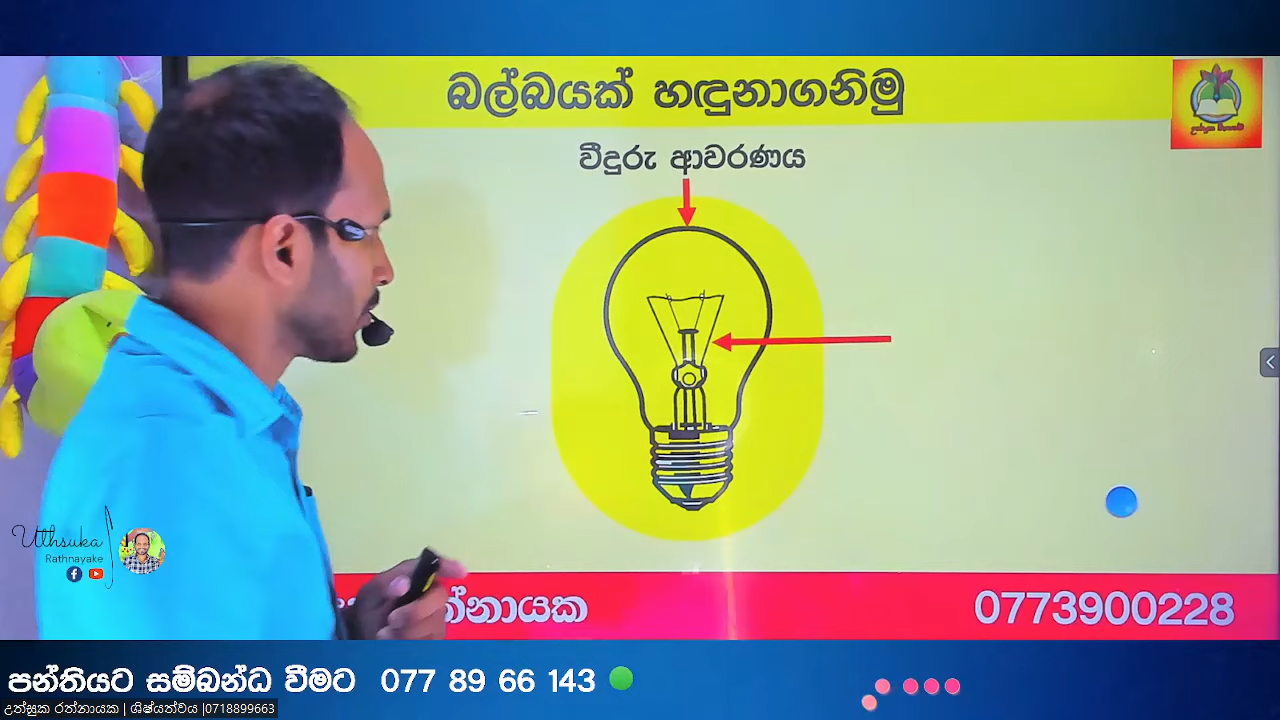 බල්බයක් හඳුනාගනිමු
වීදුරු ආවරණය
Uthsuka
Rathnayake
0773900228
පන්තියට සම්බන්ධ වීමට 077 89 66 143
උත්සුක රත්නායක | ශිෂ්‍යත්වය |0718899663